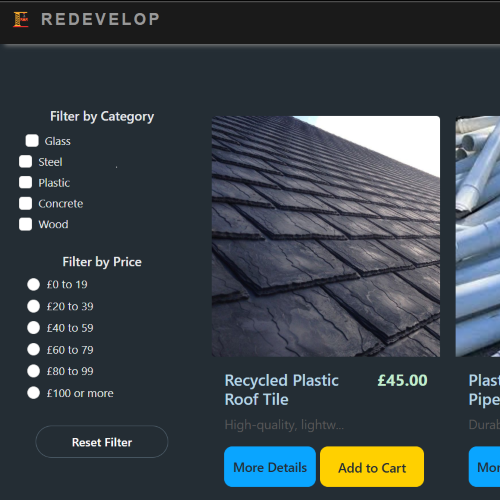 REDEVELOP
Filter by Category
Glass
Steel
Plastic
Concrete
Wood
Filter by Price
£0 to 19
£20 to 39
£40 to 59
£60 to 79
£80 to 99
£100 or more
Reset Filter
Recycled Plastic
Roof Tile
£45.00
High-quality, lightw...
More Details
Add to Cart
Plast
Pipe
Durab
Mor